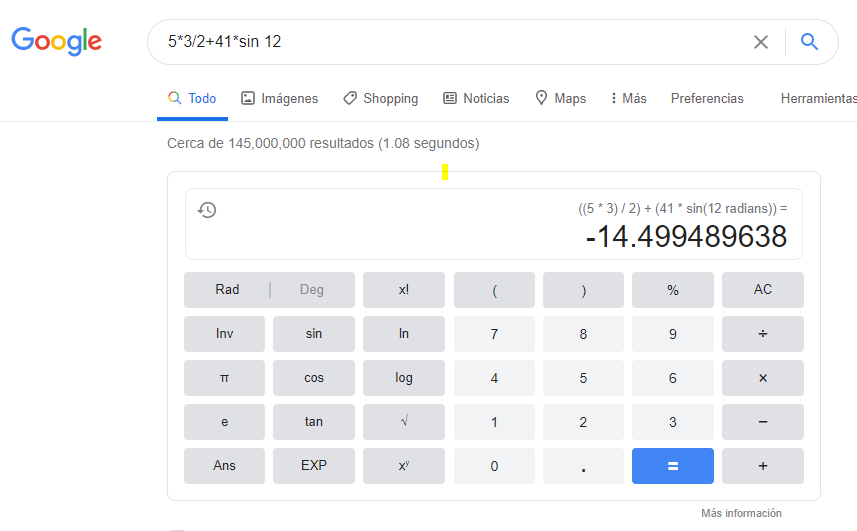 Google 5*3/2+41*sin 12
Todo Imágenes Shopping Noticias Maps Más Preferencias Herramientas
Cerca de 145,000,000 resultados (1.08 segundos)
((5 * 3) / 2) + (41 * sin(12 radians)) =
-14.499489638
Rad | Deg x! ( ) % AC
Inv sin ln 7 8 9 ÷
π cos log 4 5 6 ×
e tan √ 1 2 3 −
Ans EXP xʸ 0 . = +
Más información